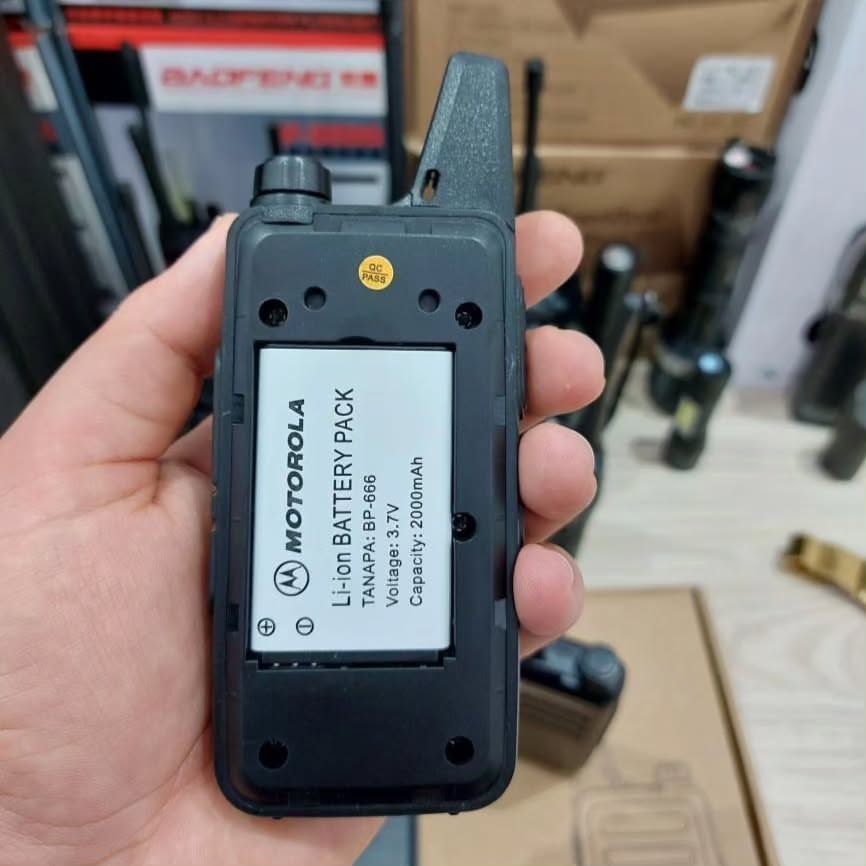 BAOFENG
QC
PASS
MOTOROLA
Li-ion BATTERY PACK
TANAPA: BP-666
Voltage: 3.7V
Capacity: 2000mAh